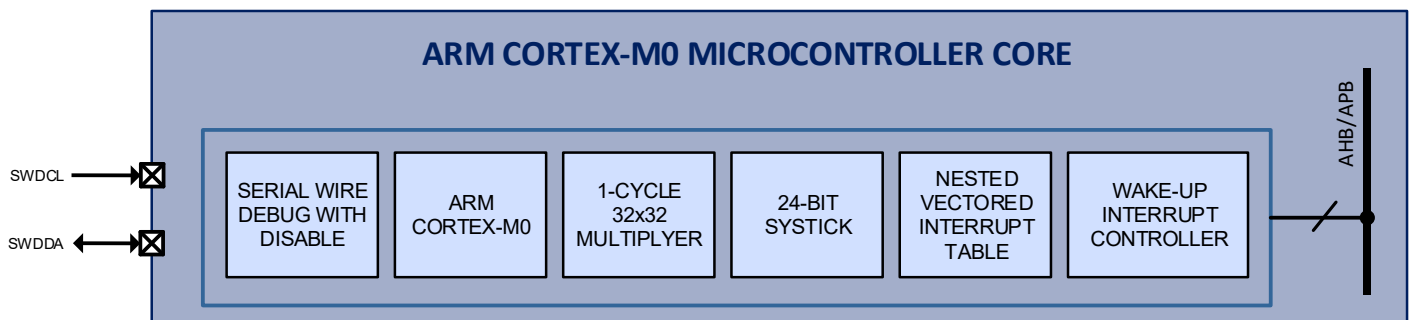 ARM CORTEX-M0 MICROCONTROLLER CORE
AHB/APB
SWDCL
SWDDA
SERIAL WIRE
DEBUG WITH
DISABLE
ARM
CORTEX-M0
1-CYCLE
32x32
MULTIPLYER
24-BIT
SYSTICK
NESTED
VECTORED
INTERRUPT
TABLE
WAKE-UP
INTERRUPT
CONTROLLER